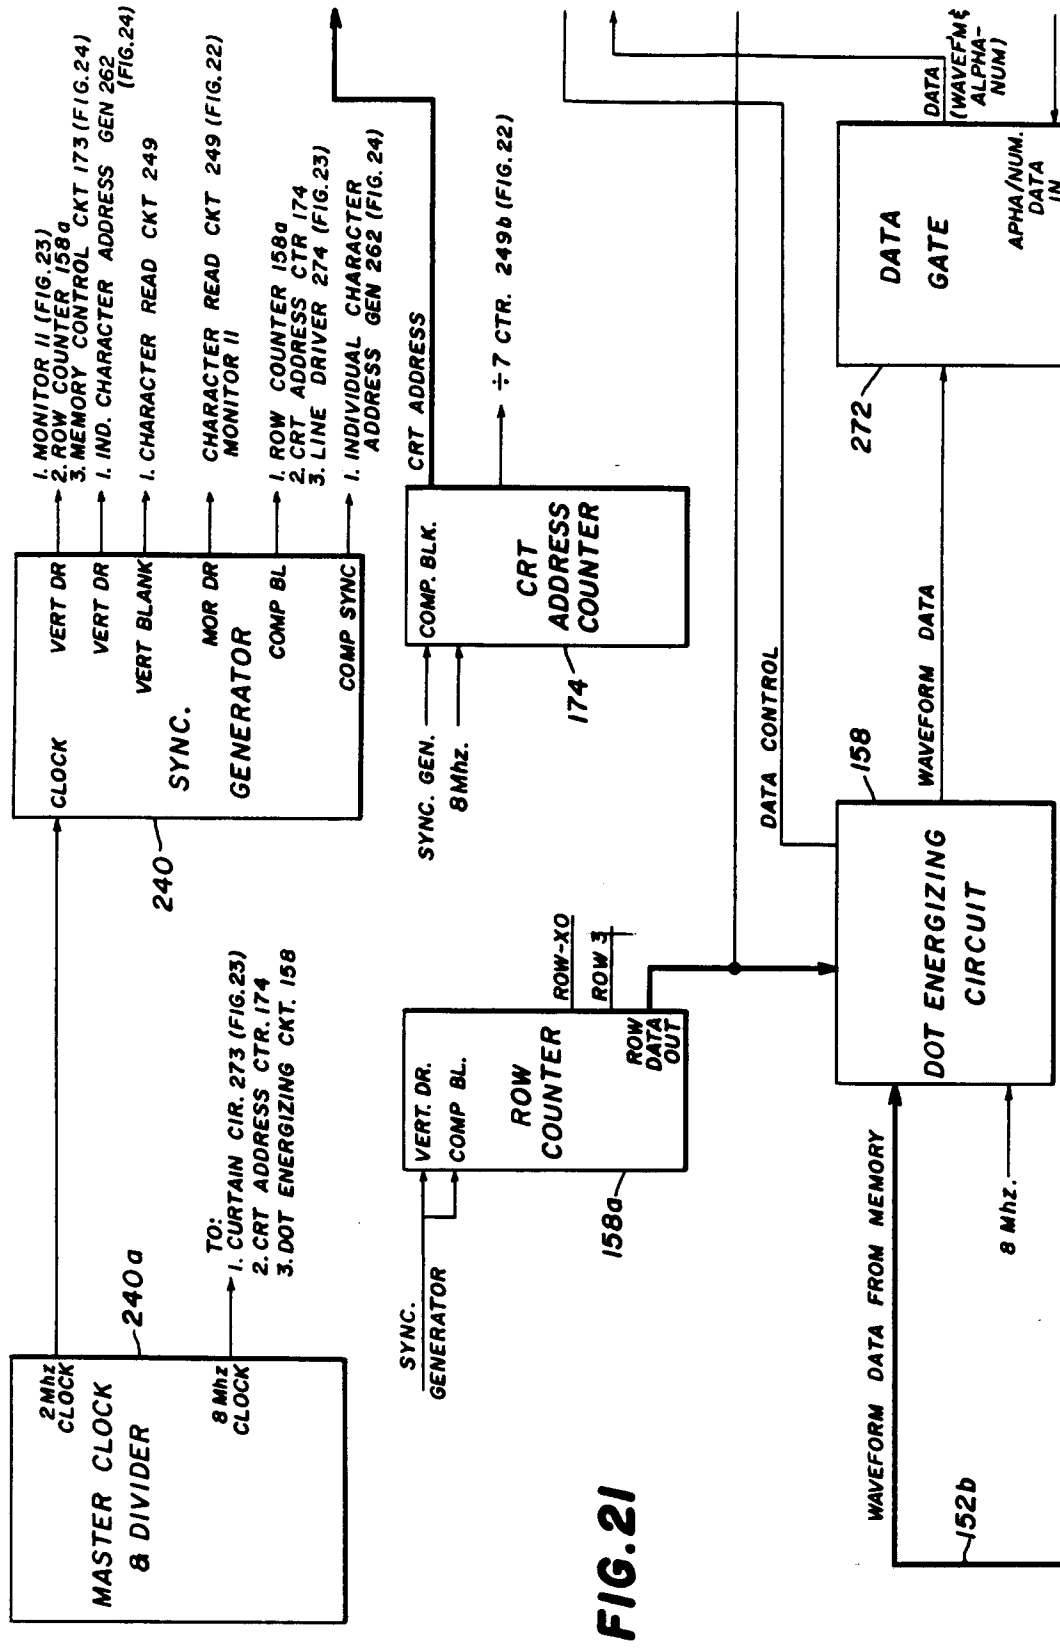 MASTER CLOCK
& DIVIDER
2Mhz
CLOCK
8Mhz
CLOCK
240a
TO:
1. CURTAIN CIR. 273 (FIG.23)
2. CRT ADDRESS CTR. 174
3. DOT ENERGIZING CKT. 158
CLOCK
SYNC.
GENERATOR
240
VERT DR
VERT DR
VERT BLANK
MOR DR
COMP BL
COMP SYNC
1. MONITOR II (FIG.23)
2. ROW COUNTER 158a
3. MEMORY CONTROL CKT 173 (FIG.24)
1. IND. CHARACTER ADDRESS GEN 262
(FIG.24)
1. CHARACTER READ CKT 249
CHARACTER READ CKT 249 (FIG.22)
MONITOR II
1. ROW COUNTER 158a
2. CRT ADDRESS CTR 174
3. LINE DRIVER 274 (FIG.23)
1. INDIVIDUAL CHARACTER
ADDRESS GEN 262 (FIG.24)
SYNC.
GENERATOR
VERT. DR.
COMP BL.
ROW
COUNTER
158a
ROW-XO
ROW 3
ROW
DATA
OUT
SYNC. GEN.
8Mhz.
COMP. BLK.
CRT
ADDRESS
COUNTER
174
CRT ADDRESS
÷7 CTR. 249b (FIG.22)
FIG.21
DATA CONTROL
WAVEFORM DATA FROM MEMORY
152b
8 Mhz.
DOT ENERGIZING
CIRCUIT
158
WAVEFORM DATA
DATA
GATE
272
APHA/NUM.
DATA
IN
DATA
(WAVEF'M &
ALPHA-
NUM)